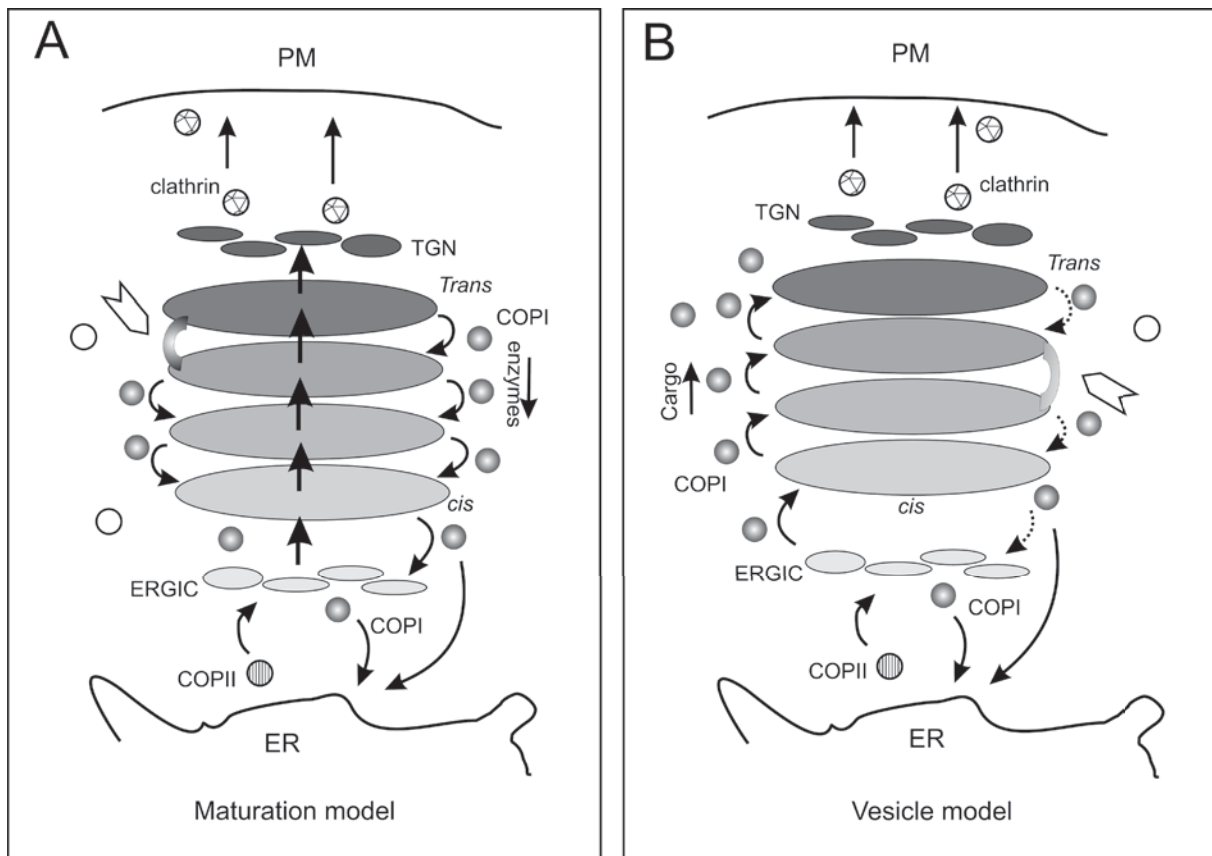 A
PM
clathrin
TGN
Trans
COPI
enzymes
cis
ERGIC
COPI
COPII
ER
Maturation model
B
PM
clathrin
TGN
Trans
Cargo
COPI
cis
ERGIC
COPI
COPII
ER
Vesicle model